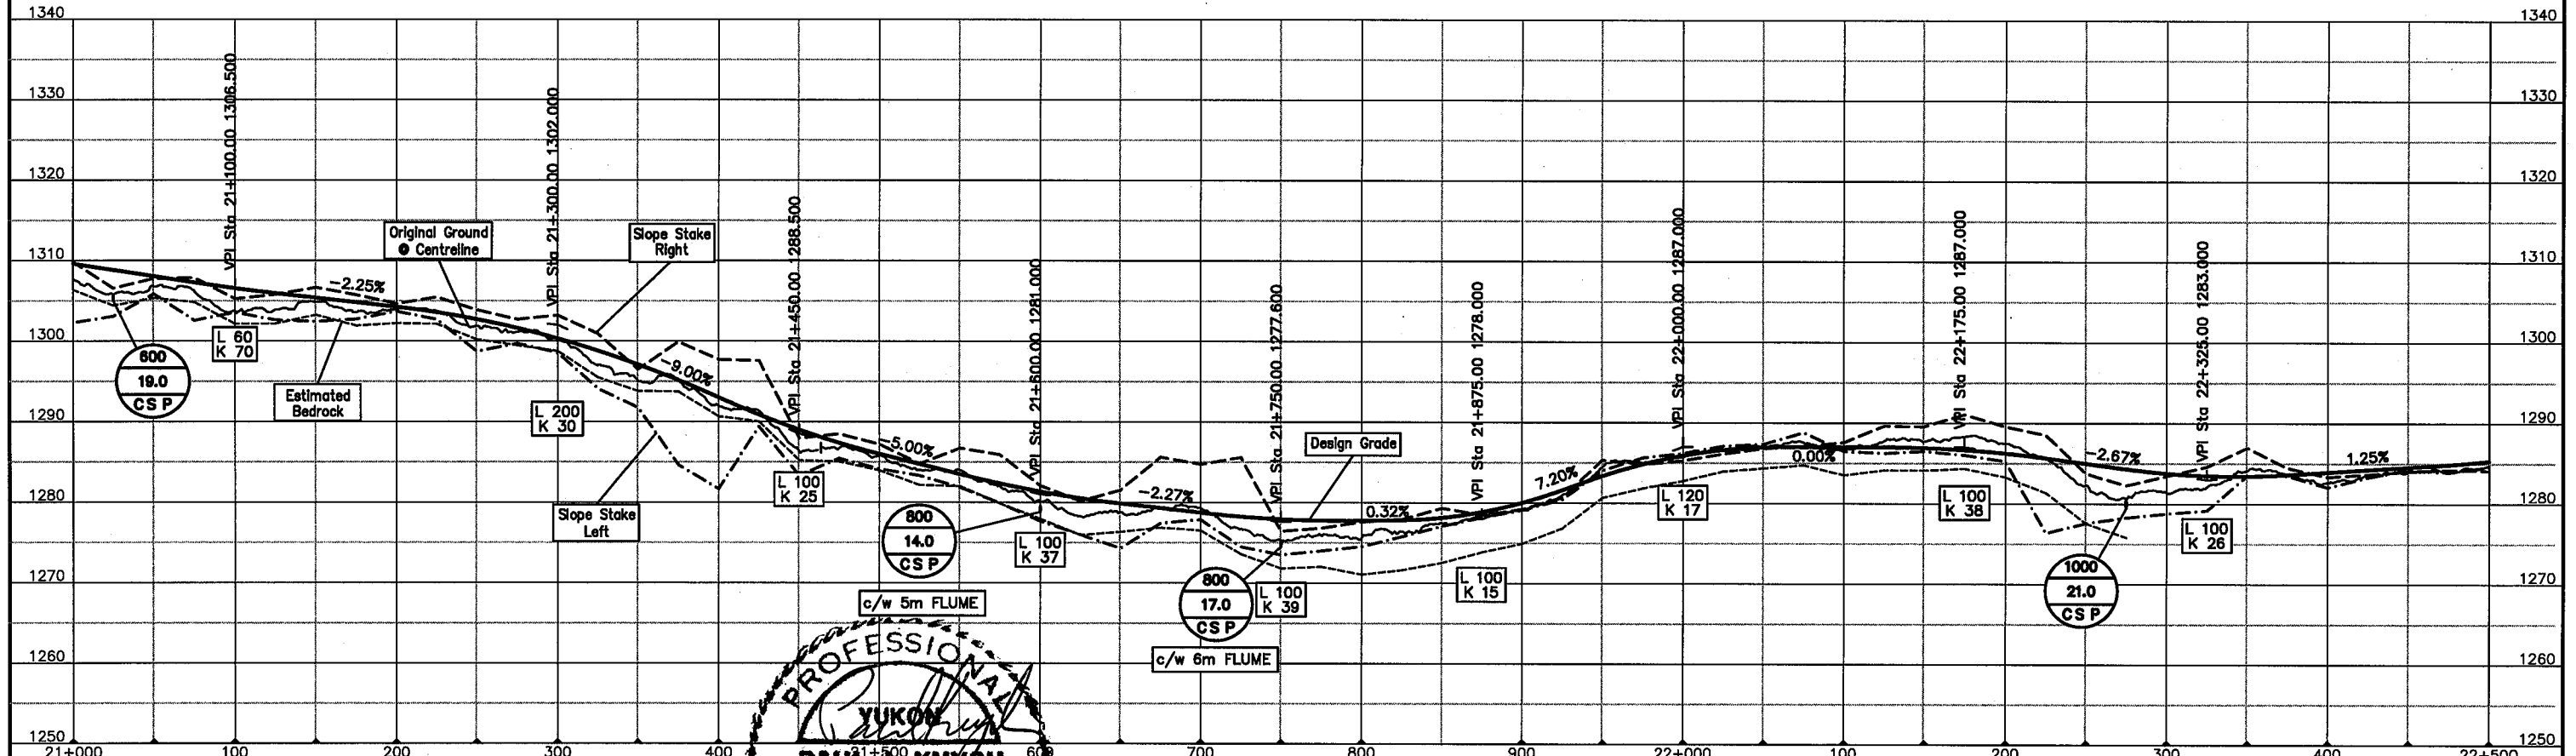 1340
1340
1330
1330
1320
1320
1310
1310
1300
1300
1290
1290
1280
1280
1270
1270
1260
1260
1250
1250
VPI Sta 21+100.00 1306.500
VPI Sta 21+300.00 1302.000
VPI Sta 21+450.00 1288.500
VPI Sta 21+600.00 1281.000
VPI Sta 21+750.00 1277.600
VPI Sta 21+875.00 1278.000
VPI Sta 22+000.00 1287.000
VPI Sta 22+175.00 1287.000
VPI Sta 22+325.00 1283.000
Original Ground
@ Centreline
Slope Stake
Right
-2.25%
-9.00%
-5.00%
-2.27%
0.32%
7.20%
0.00%
-2.67%
1.25%
Design Grade
L 60
K 70
600
19.0
CSP
Estimated
Bedrock
L 200
K 30
Slope Stake
Left
L 100
K 25
800
14.0
CSP
c/w 5m FLUME
L 100
K 37
800
17.0
CSP
c/w 6m FLUME
L 100
K 39
L 100
K 15
L 120
K 17
L 100
K 38
1000
21.0
CSP
L 100
K 26
PROFESSIONAL
YUKON
21+000
100
200
300
400
21+500
600
700
800
900
22+000
100
200
300
400
22+500